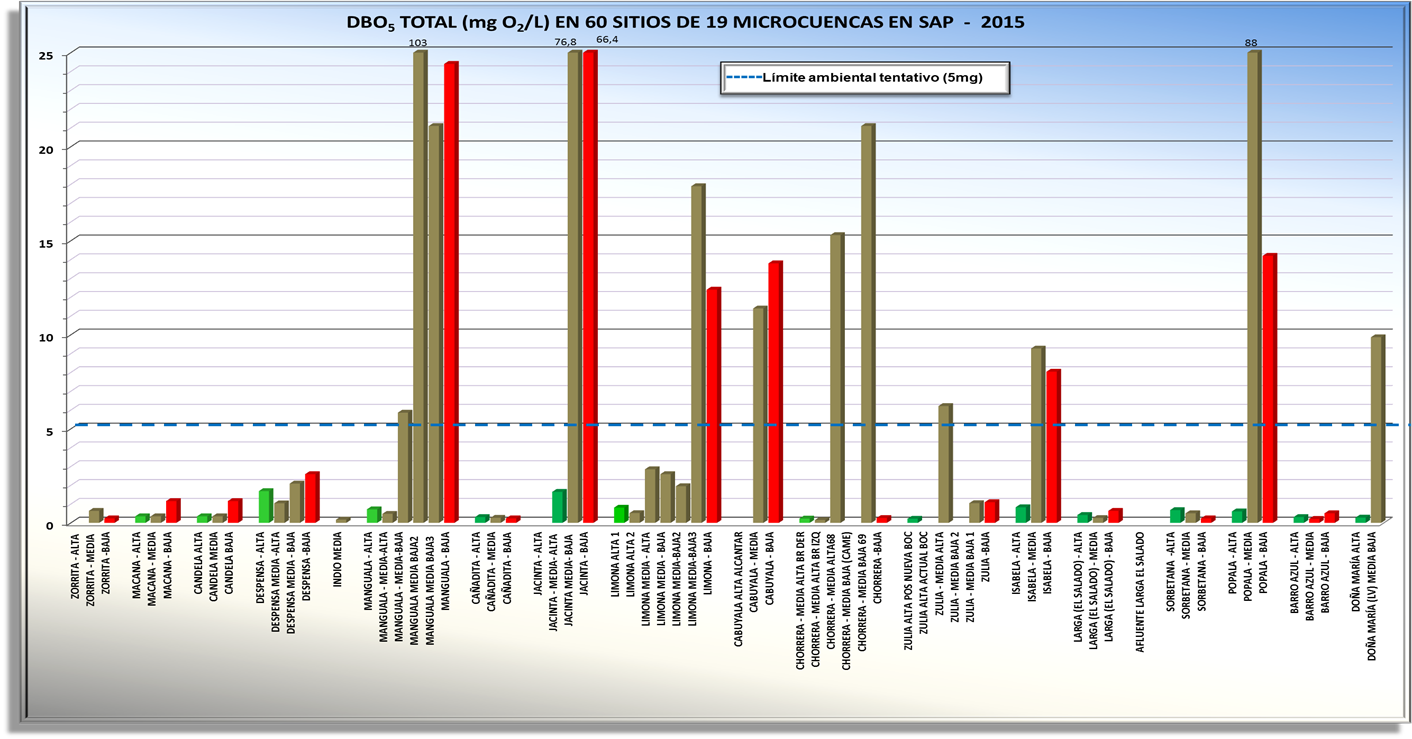 DBO5 TOTAL (mg O2/L) EN 60 SITIOS DE 19 MICROCUENCAS EN SAP - 2015
103
76,8
66,4
88
Límite ambiental tentativo (5mg)
25
20
15
10
5
0
ZORRITA - ALTA
ZORRITA - MEDIA
ZORRITA -BAJA
MACANA - ALTA
MACANA - MEDIA
MACANA - BAJA
CANDELA ALTA
CANDELA MEDIA
CANDELA BAJA
DESPENSA - ALTA
DESPENSA MEDIA -ALTA
DESPENSA MEDIA - BAJA
DESPENSA -BAJA
INDIO MEDIA
MANGUALA - ALTA
MANGUALA - MEDIA-ALTA
MANGUALA - MEDIA-BAJA
MANGUALA MEDIA BAJA2
MANGUALA MEDIA BAJA3
MANGUALA - BAJA
CAÑADITA - ALTA
CAÑADITA - MEDIA
CAÑADITA - BAJA
JACINTA - ALTA
JACINTA - MEDIA-ALTA
JACINTA MEDIA- BAJA
JACINTA - BAJA
LIMONA ALTA 1
LIMONA ALTA 2
LIMONA MEDIA - ALTA
LIMONA MEDIA - BAJA
LIMONA MEDIA -BAJA2
LIMONA MEDIA-BAJA3
LIMONA - BAJA
CABUYALA ALTA ALCANTAR
CABUYALA - MEDIA
CABUYALA - BAJA
CHORRERA - MEDIA ALTA BR DER
CHORRERA - MEDIA ALTA BR IZQ
CHORRERA - MEDIA ALTA68
CHORRERA - MEDIA BAJA (CAME)
CHORRERA - MEDIA BAJA 69
CHORRERA -BAJA
ZULIA ALTA POS NUEVA BOC
ZULIA ALTA ACTUAL BOC
ZULIA - MEDIA ALTA
ZULIA - MEDIA BAJA 2
ZULIA - MEDIA BAJA 1
ZULIA -BAJA
ISABELA - ALTA
ISABELA - MEDIA
ISABELA - BAJA
LARGA (EL SALADO) - ALTA
LARGA (EL SALADO) - MEDIA
LARGA (EL SALADO) - BAJA
AFLUENTE LARGA EL SALADO
SORBETANA -ALTA
SORBETANA - MEDIA
SORBETANA - BAJA
POPALA - ALTA
POPALA - MEDIA
POPALA - BAJA
BARRO AZUL - ALTA
BARRO AZUL - MEDIA
BARRO AZUL - BAJA
DOÑA MARÍA ALTA
DOÑA MARÍA (LV) MEDIA BAJA